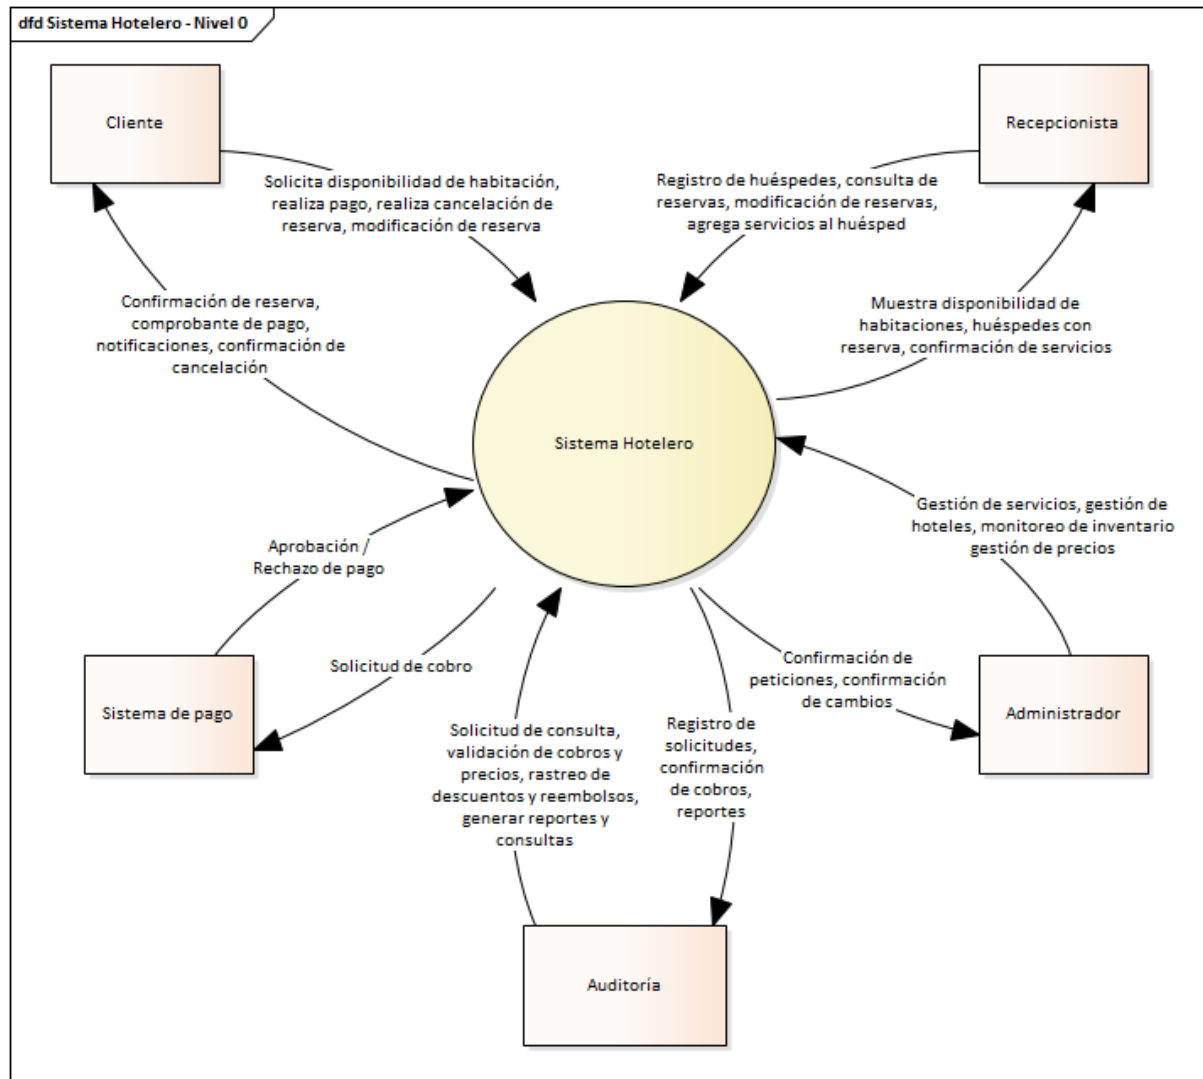 dfd Sistema Hotelero - Nivel 0
Cliente
Recepcionista
Solicita disponibilidad de habitación,
realiza pago, realiza cancelación de
reserva, modificación de reserva
Registro de huéspedes, consulta de
reservas, modificación de reservas,
agrega servicios al huésped
Confirmación de reserva,
comprobante de pago,
notificaciones, confirmación de
cancelación
Muestra disponibilidad de
habitaciones, huéspedes con
reserva, confirmación de servicios
Sistema Hotelero
Gestión de servicios, gestión de
hoteles, monitoreo de inventario
gestión de precios
Aprobación /
Rechazo de pago
Solicitud de cobro
Confirmación de
peticiones, confirmación
de cambios
Sistema de pago
Administrador
Solicitud de consulta,
validación de cobros y
precios, rastreo de
descuentos y reembolsos,
generar reportes y
consultas
Registro de
solicitudes,
confirmación
de cobros,
reportes
Auditoría